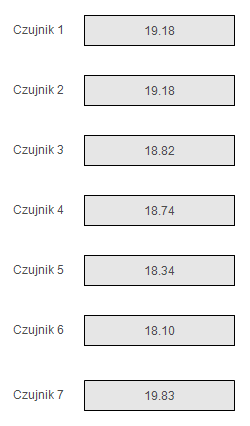 Czujnik 1 19.18
Czujnik 2 19.18
Czujnik 3 18.82
Czujnik 4 18.74
Czujnik 5 18.34
Czujnik 6 18.10
Czujnik 7 19.83